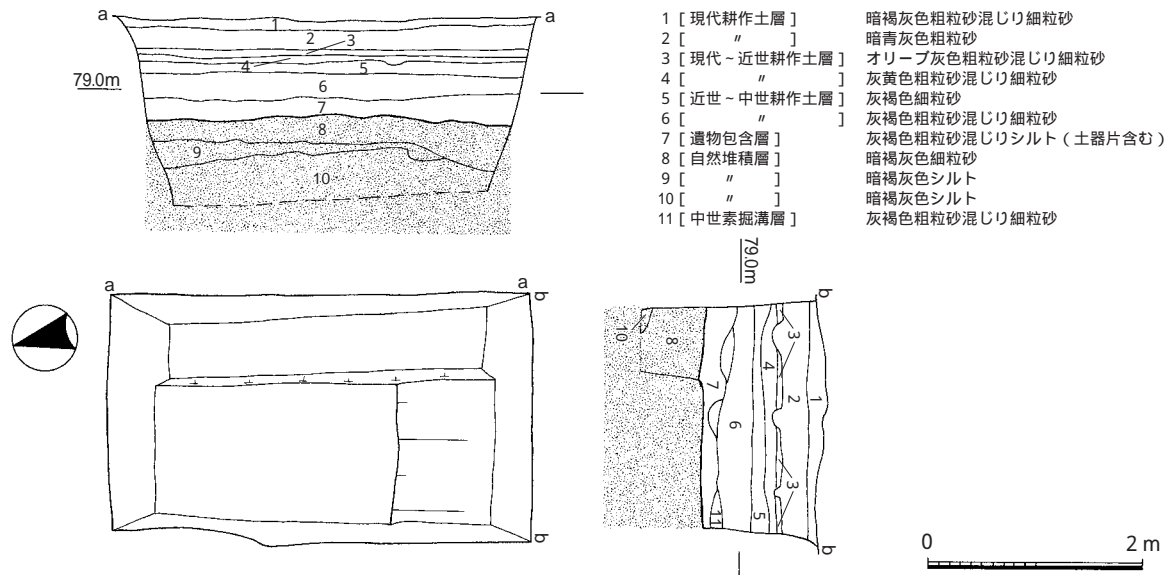 a
a
1
2
3
4
5
79.0m
6
7
8
9
10
1 [ 現代耕作土層 ] 暗褐灰色粗粒砂混じり細粒砂
2 [ 〃 ] 暗青灰色粗粒砂
3 [ 現代~近世耕作土層 ] オリーブ灰色粗粒砂混じり細粒砂
4 [ 〃 ] 灰黄色粗粒砂混じり細粒砂
5 [ 近世~中世耕作土層 ] 灰褐色細粒砂
6 [ 〃 ] 灰褐色粗粒砂混じり細粒砂
7 [ 遺物包含層 ] 灰褐色粗粒砂混じりシルト(土器片含む)
8 [ 自然堆積層 ] 暗褐灰色細粒砂
9 [ 〃 ] 暗褐灰色シルト
10 [ 〃 ] 暗褐灰色シルト
11 [ 中世素掘溝層 ] 灰褐色粗粒砂混じり細粒砂
a
a
b
b
79.0m
b
10
8
3
4
2
1
7
6
3
11
5
b
0
2 m